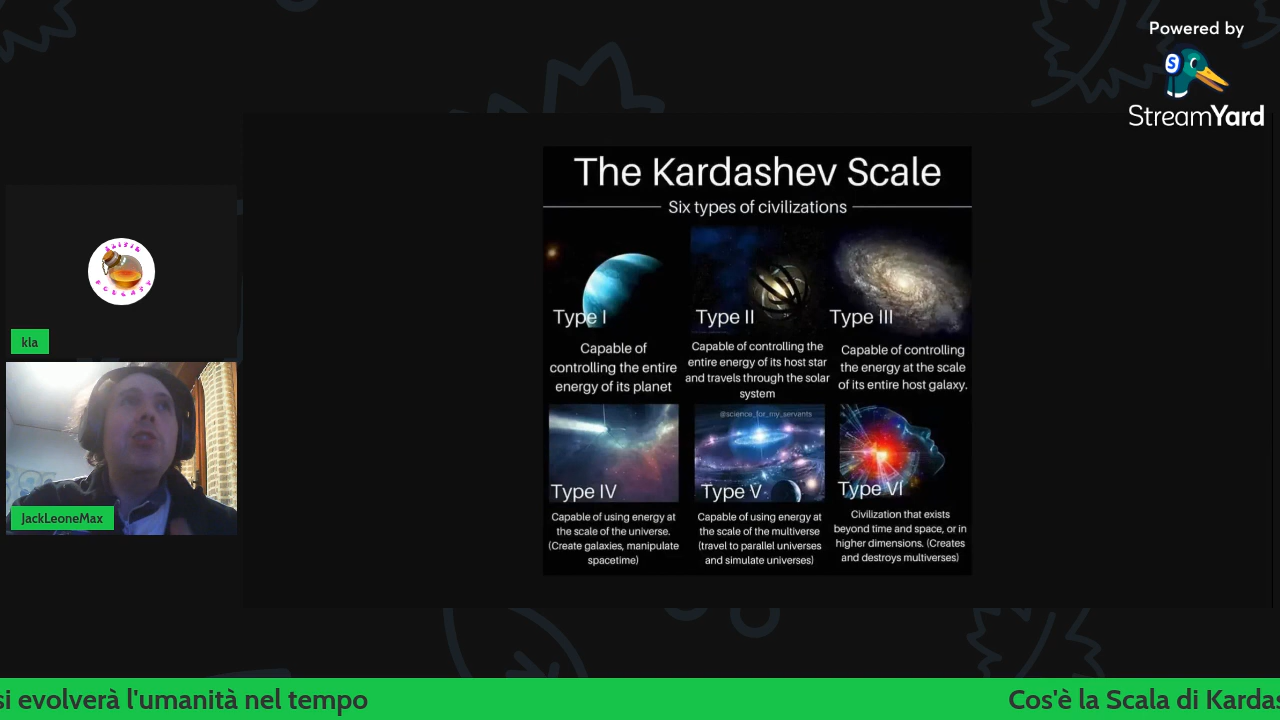 Powered by
StreamYard
The Kardashev Scale
Six types of civilizations
Type I
Capable of
controlling the entire
energy of its planet
Type II
Capable of controlling the
entire energy of its host star
and travels through the solar
system
Type III
Capable of controlling
the energy at the scale
of its entire host galaxy.
Type IV
Capable of using energy at
the scale of the universe.
(Create galaxies, manipulate
spacetime)
@science_for_my_servants
Type V
Capable of using energy at
the scale of the multiverse
(travel to parallel universes
and simulate universes)
Type VI
Civilization that exists
beyond time and space, or in
higher dimensions. (Creates
and destroys multiverses)
kla
JackLeoneMax
si evolverà l'umanità nel tempo
Cos'è la Scala di Kardas